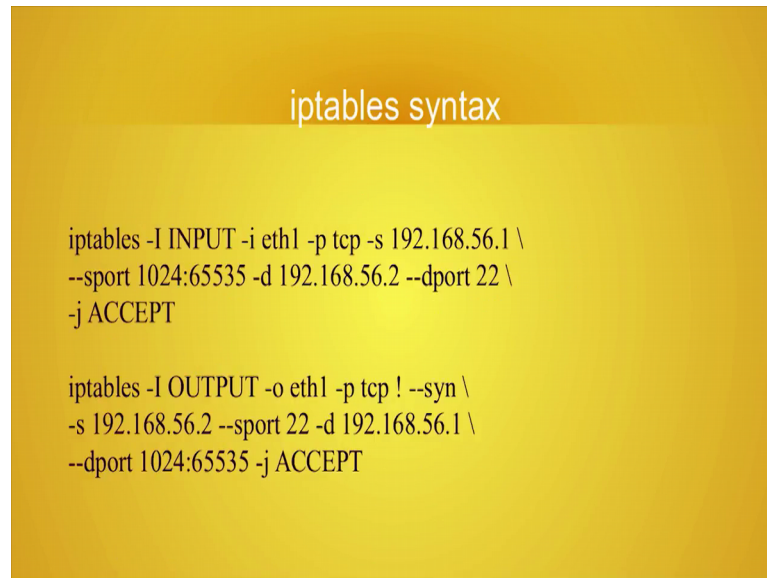 iptables syntax
iptables -I INPUT -i eth1 -p tcp -s 192.168.56.1 \
--sport 1024:65535 -d 192.168.56.2 --dport 22 \
-j ACCEPT
iptables -I OUTPUT -o eth1 -p tcp ! --syn \
-s 192.168.56.2 --sport 22 -d 192.168.56.1 \
--dport 1024:65535 -j ACCEPT